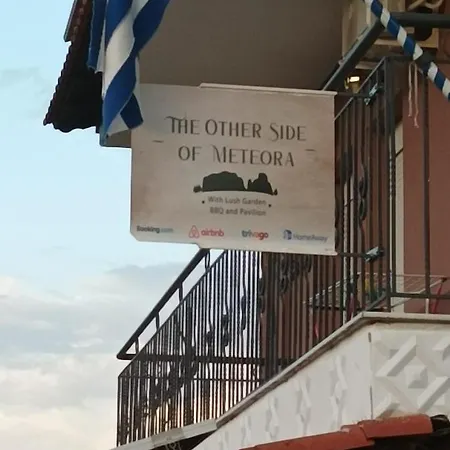 The Other Side
of Meteora
With Lush Garden
BBQ and Pavilion
Booking.com airbnb trivago HomeAway